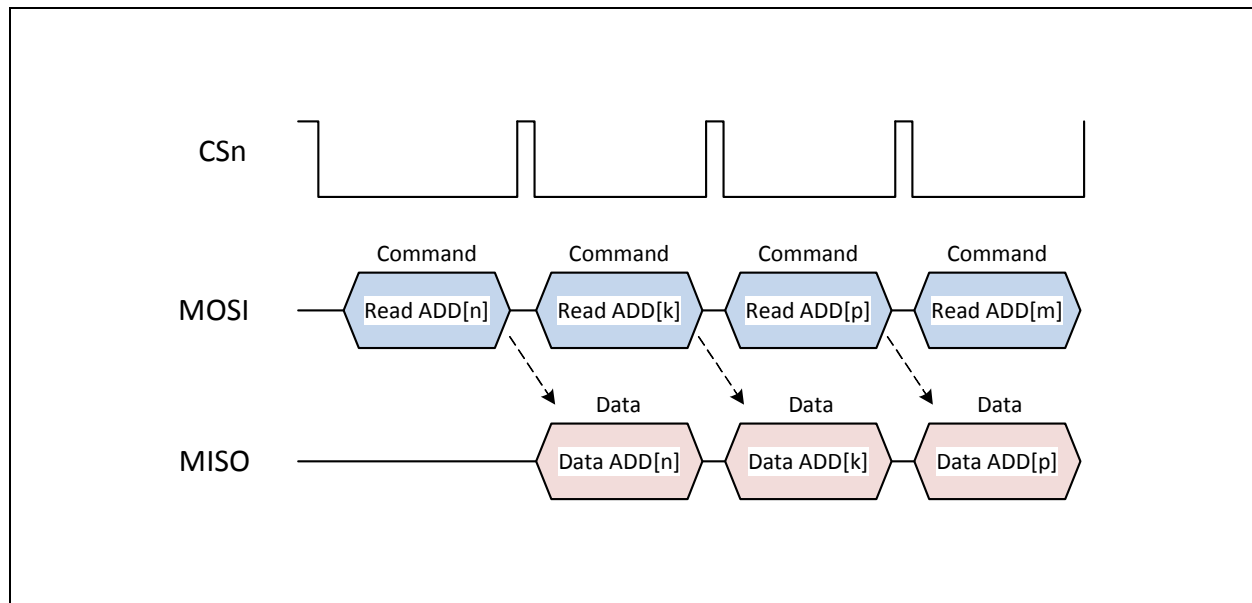 CSn
Command Command Command Command
MOSI Read ADD[n] Read ADD[k] Read ADD[p] Read ADD[m]
Data Data Data
MISO Data ADD[n] Data ADD[k] Data ADD[p]